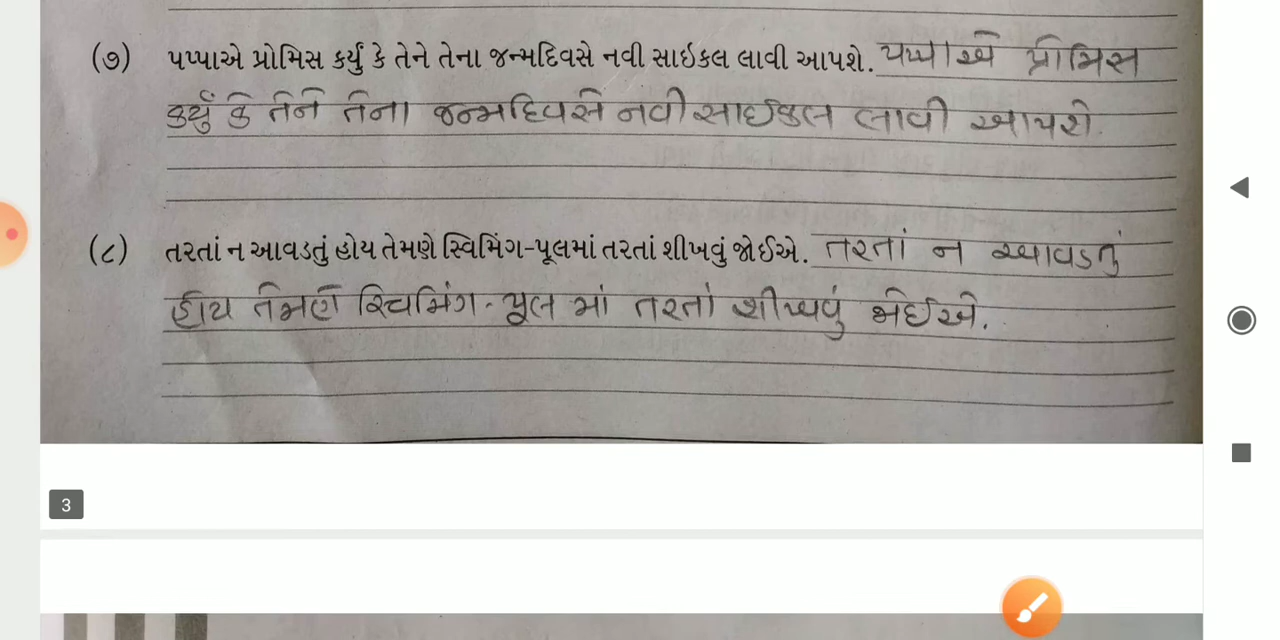 (૭) પપ્પાએ પ્રોમિસ કર્યું કે તેને તેના જન્મદિવસે નવી સાઇકલ લાવી આપશે. પપ્પાએ પ્રોમિસ
કર્યું કે તેને તેના જન્મદિવસે નવી સાઈકલ લાવી આપશે.
(૮) તરતાં ન આવડતું હોય તેમણે સ્વિમિંગ-પૂલમાં તરતાં શીખવું જોઈએ. તરતાં ન આવડતું
હોય તેમણે સ્વિમિંગ-પૂલ માં તરતાં શીખવું જોઈએ.
3